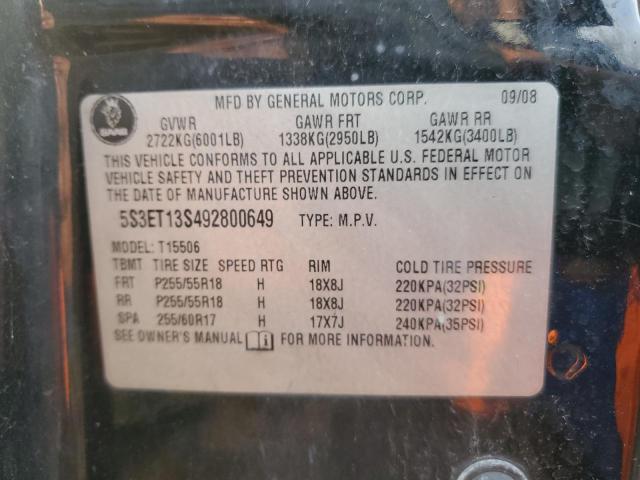 MFD BY GENERAL MOTORS CORP. 09/08
SAAB
GVWR GAWR FRT GAWR RR
2722KG(6001LB) 1338KG(2950LB) 1542KG(3400LB)
THIS VEHICLE CONFORMS TO ALL APPLICABLE U.S. FEDERAL MOTOR
VEHICLE SAFETY AND THEFT PREVENTION STANDARDS IN EFFECT ON
THE DATE OF MANUFACTURE SHOWN ABOVE.
5S3ET13S492800649 TYPE: M.P.V.
MODEL: T15506
TBMT TIRE SIZE SPEED RTG RIM COLD TIRE PRESSURE
FRT P255/55R18 H 18X8J 220KPA(32PSI)
RR P255/55R18 H 18X8J 220KPA(32PSI)
SPA 255/60R17 H 17X7J 240KPA(35PSI)
SEE OWNER'S MANUAL i FOR MORE INFORMATION.